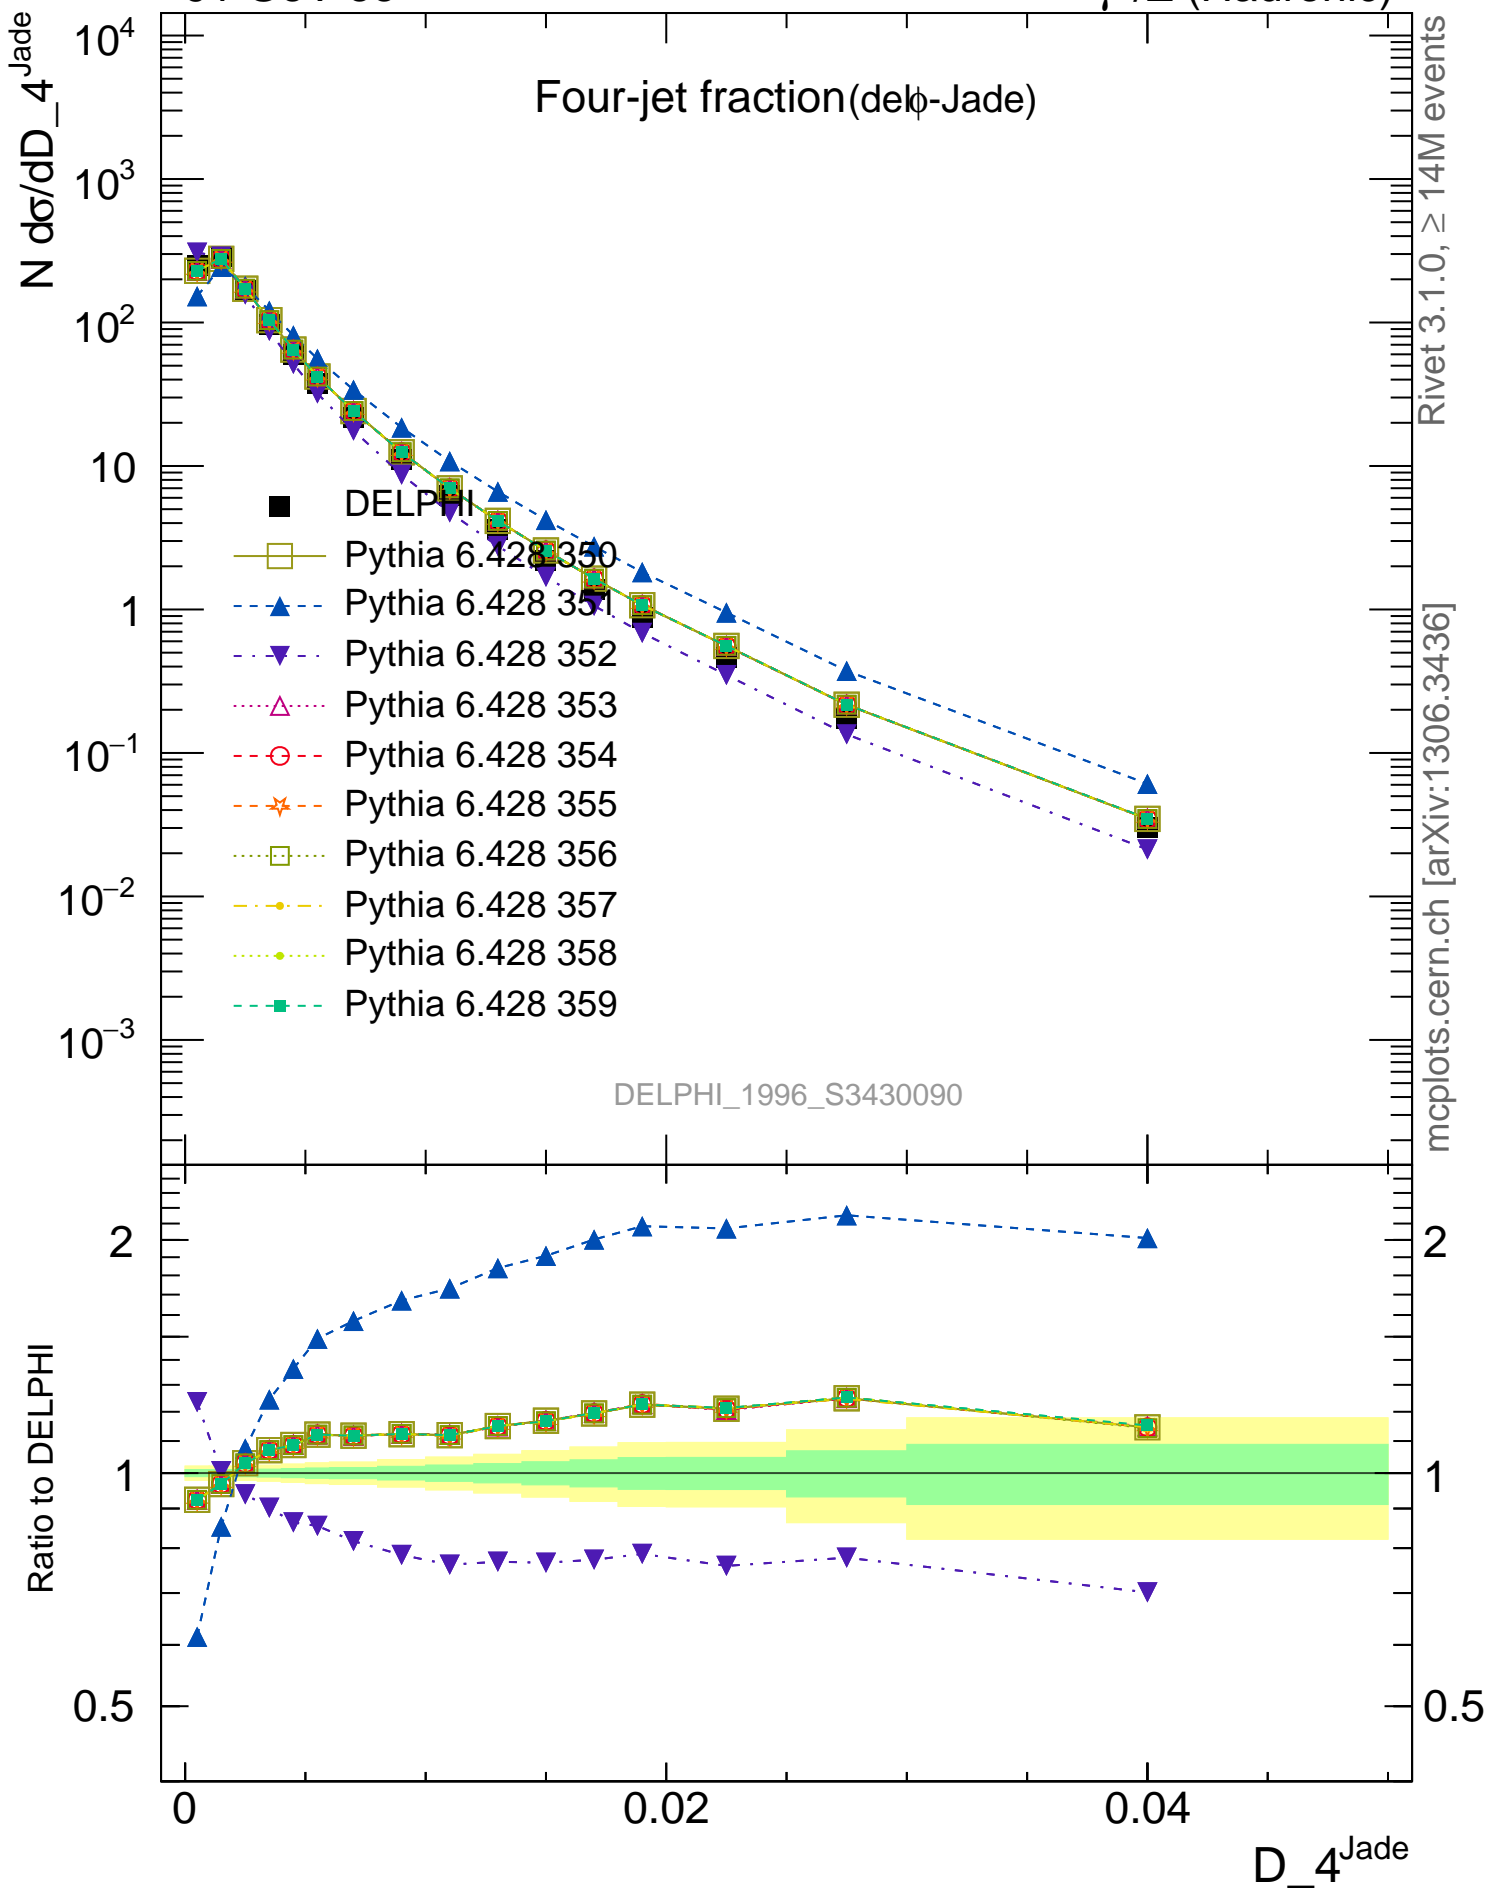 (Hadronic)
Four-jet fraction (delϕ-Jade)
N dσ/dD_4^Jade
10^4
10^3
10^2
10
1
10^−1
10^−2
10^−3
DELPHI
Pythia 6.428 350
Pythia 6.428 351
Pythia 6.428 352
Pythia 6.428 353
Pythia 6.428 354
Pythia 6.428 355
Pythia 6.428 356
Pythia 6.428 357
Pythia 6.428 358
Pythia 6.428 359
DELPHI_1996_S3430090
Rivet 3.1.0, ≥ 14M events
mcplots.cern.ch [arXiv:1306.3436]
Ratio to DELPHI
2
1
0.5
2
1
0.5
0
0.02
0.04
D_4^Jade